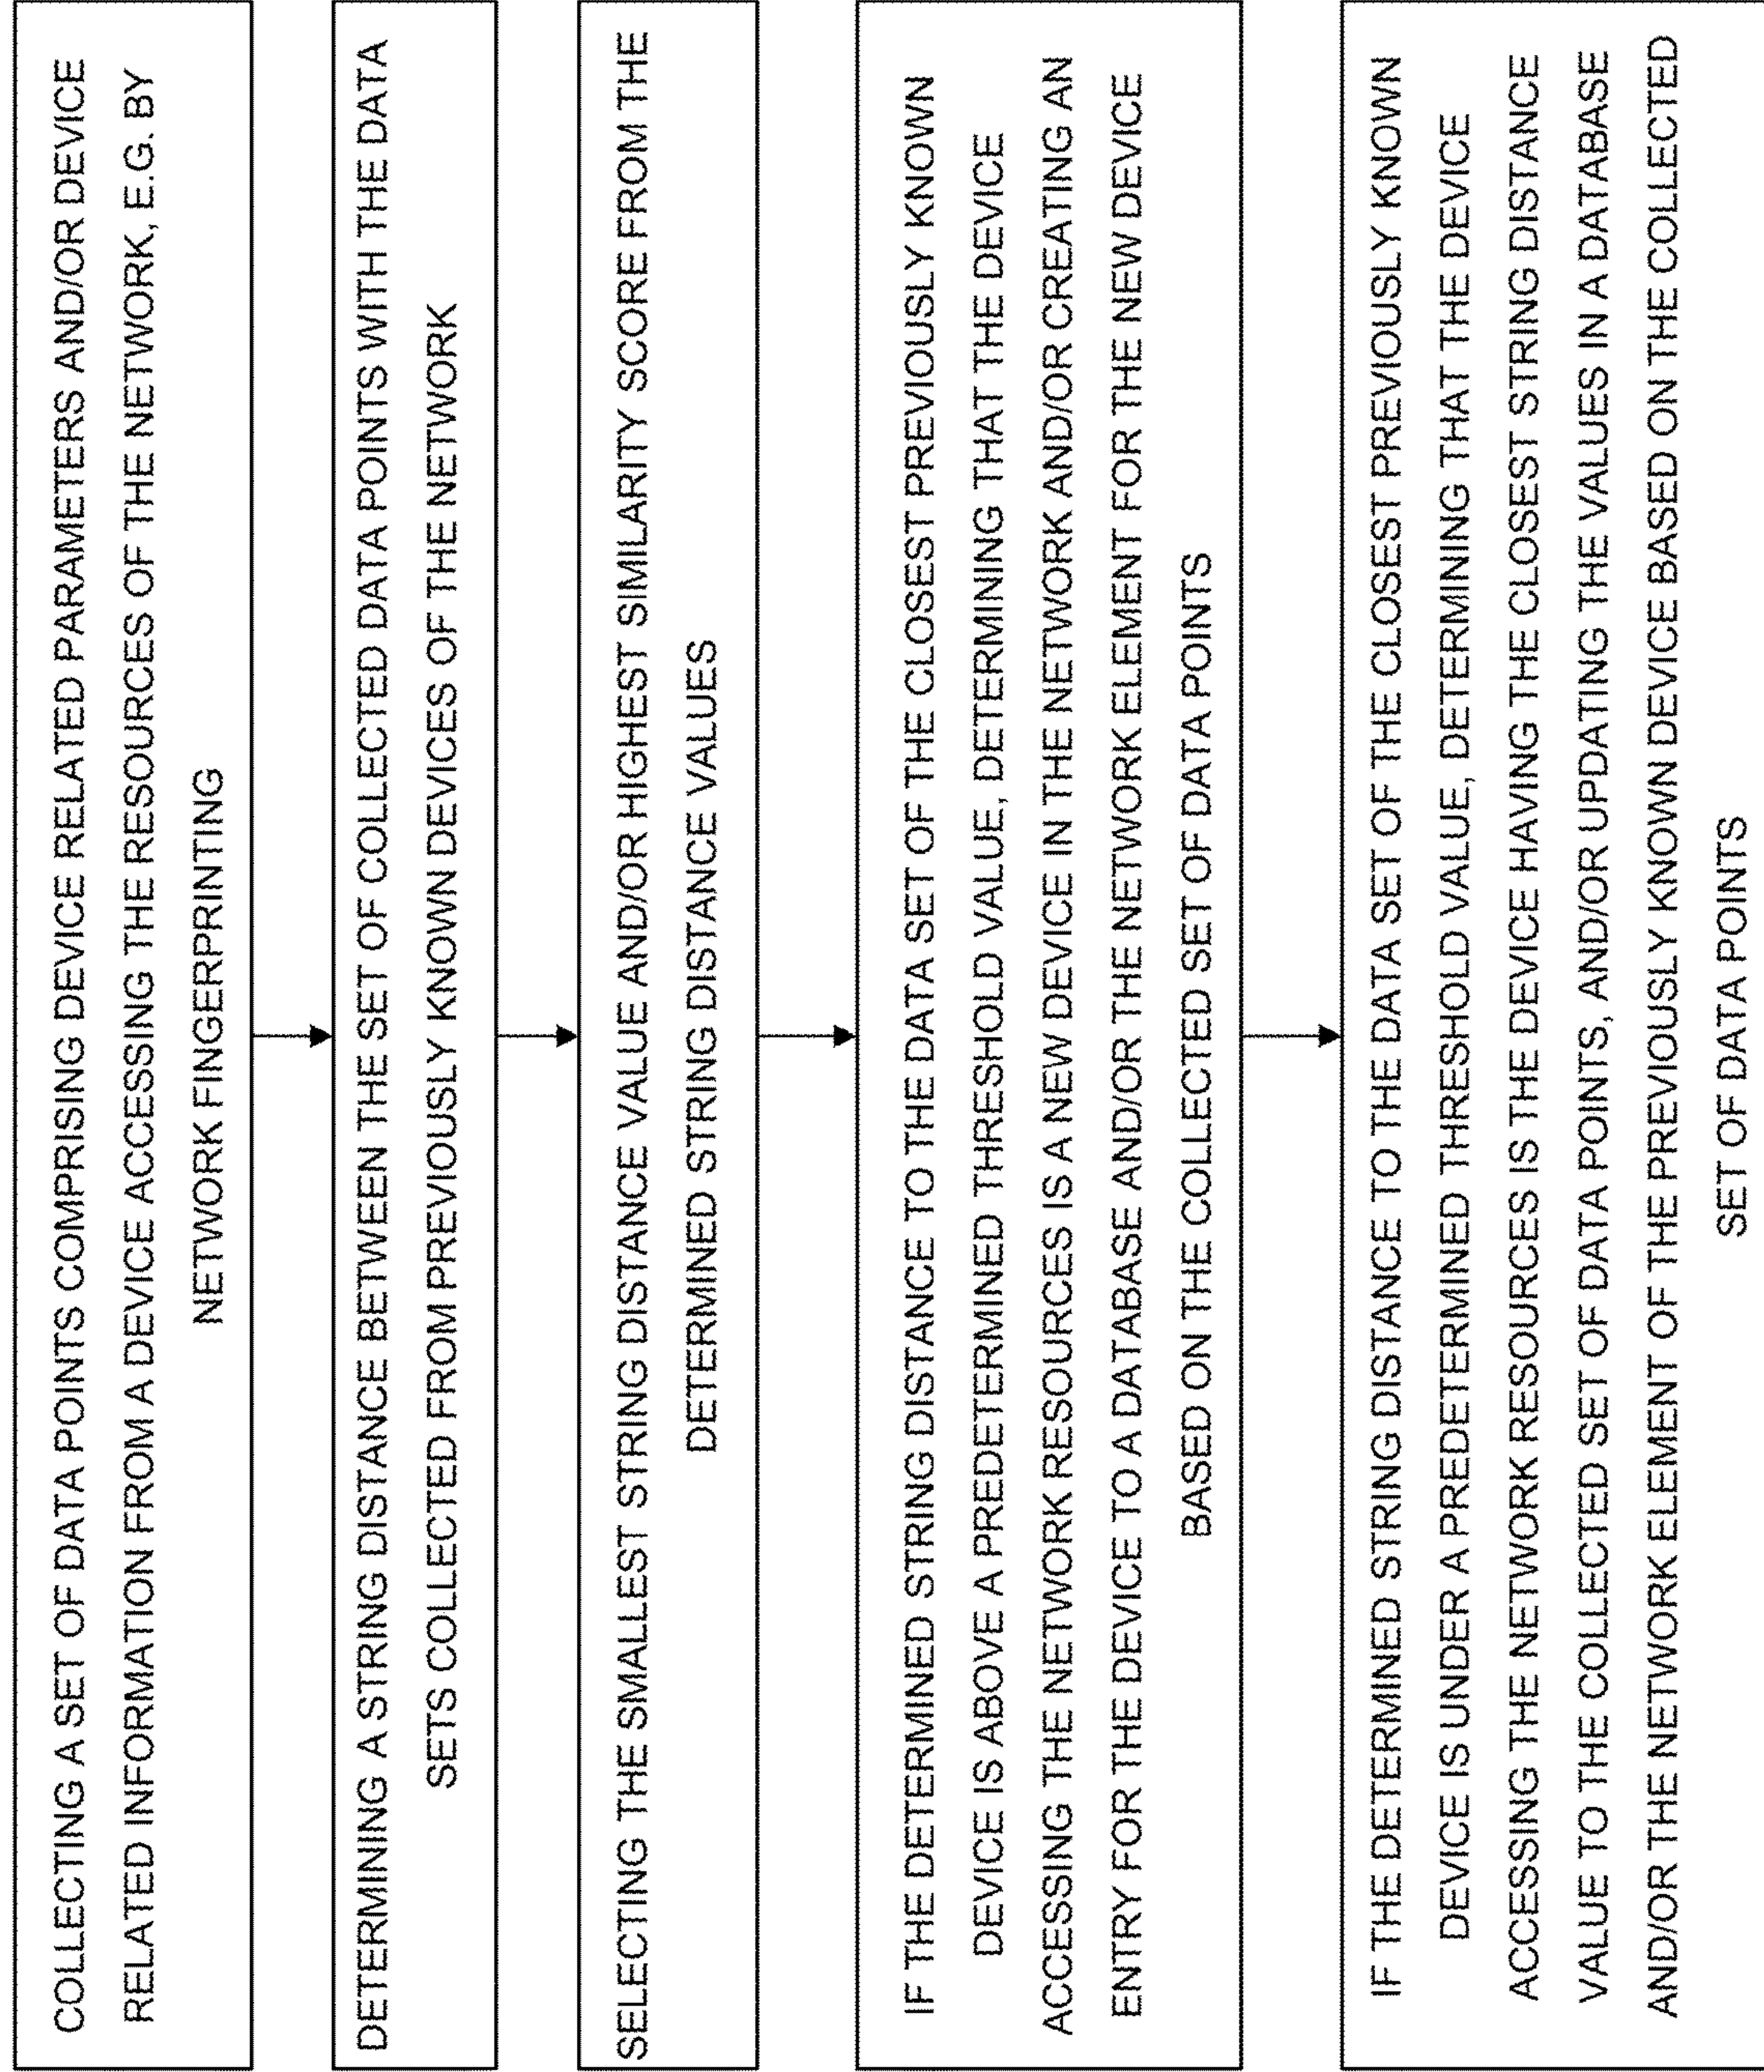 COLLECTING A SET OF DATA POINTS COMPRISING DEVICE RELATED PARAMETERS AND/OR DEVICE
RELATED INFORMATION FROM A DEVICE ACCESSING THE RESOURCES OF THE NETWORK, E.G. BY
NETWORK FINGERPRINTING
DETERMINING A STRING DISTANCE BETWEEN THE SET OF COLLECTED DATA POINTS WITH THE DATA
SETS COLLECTED FROM PREVIOUSLY KNOWN DEVICES OF THE NETWORK
SELECTING THE SMALLEST STRING DISTANCE VALUE AND/OR HIGHEST SIMILARITY SCORE FROM THE
DETERMINED STRING DISTANCE VALUES
IF THE DETERMINED STRING DISTANCE TO THE DATA SET OF THE CLOSEST PREVIOUSLY KNOWN
DEVICE IS ABOVE A PREDETERMINED THRESHOLD VALUE, DETERMINING THAT THE DEVICE
ACCESSING THE NETWORK RESOURCES IS A NEW DEVICE IN THE NETWORK AND/OR CREATING AN
ENTRY FOR THE DEVICE TO A DATABASE AND/OR THE NETWORK ELEMENT FOR THE NEW DEVICE
BASED ON THE COLLECTED SET OF DATA POINTS
IF THE DETERMINED STRING DISTANCE TO THE DATA SET OF THE CLOSEST PREVIOUSLY KNOWN
DEVICE IS UNDER A PREDETERMINED THRESHOLD VALUE, DETERMINING THAT THE DEVICE
ACCESSING THE NETWORK RESOURCES IS THE DEVICE HAVING THE CLOSEST STRING DISTANCE
VALUE TO THE COLLECTED SET OF DATA POINTS, AND/OR UPDATING THE VALUES IN A DATABASE
AND/OR THE NETWORK ELEMENT OF THE PREVIOUSLY KNOWN DEVICE BASED ON THE COLLECTED
SET OF DATA POINTS